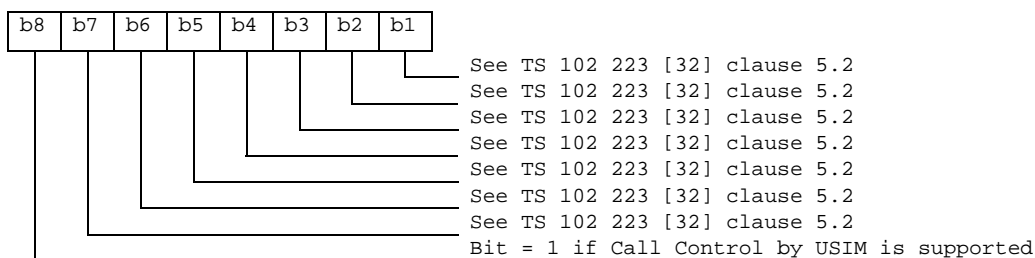 b8 b7 b6 b5 b4 b3 b2 b1
See TS 102 223 [32] clause 5.2
See TS 102 223 [32] clause 5.2
See TS 102 223 [32] clause 5.2
See TS 102 223 [32] clause 5.2
See TS 102 223 [32] clause 5.2
See TS 102 223 [32] clause 5.2
See TS 102 223 [32] clause 5.2
Bit = 1 if Call Control by USIM is supported